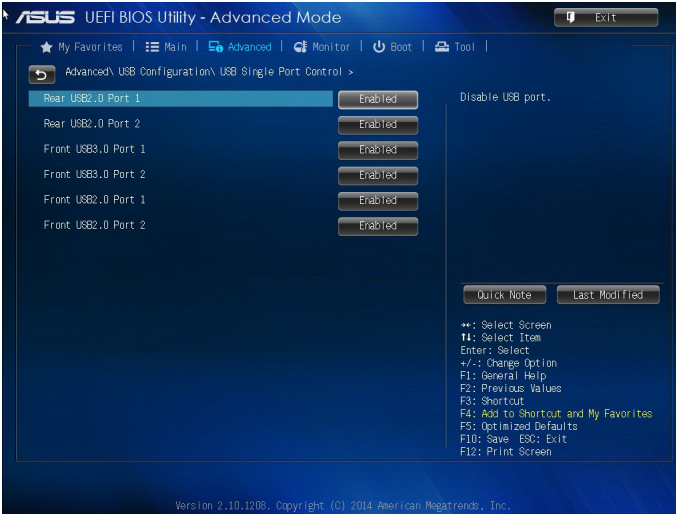 ASUS UEFI BIOS Utility - Advanced Mode Exit
My Favorites | Main | Advanced | Monitor | Boot | Tool |
Advanced\ USB Configuration\ USB Single Port Control >
Rear USB2.0 Port 1 Enabled
Rear USB2.0 Port 2 Enabled
Front USB3.0 Port 1 Enabled
Front USB3.0 Port 2 Enabled
Front USB2.0 Port 1 Enabled
Front USB2.0 Port 2 Enabled
Disable USB port.
Quick Note Last Modified
→←: Select Screen
↑↓: Select Item
Enter: Select
+/-: Change Option
F1: General Help
F2: Previous Values
F3: Shortcut
F4: Add to Shortcut and My Favorites
F5: Optimized Defaults
F10: Save ESC: Exit
F12: Print Screen
Version 2.10.1208. Copyright (C) 2014 American Megatrends, Inc.